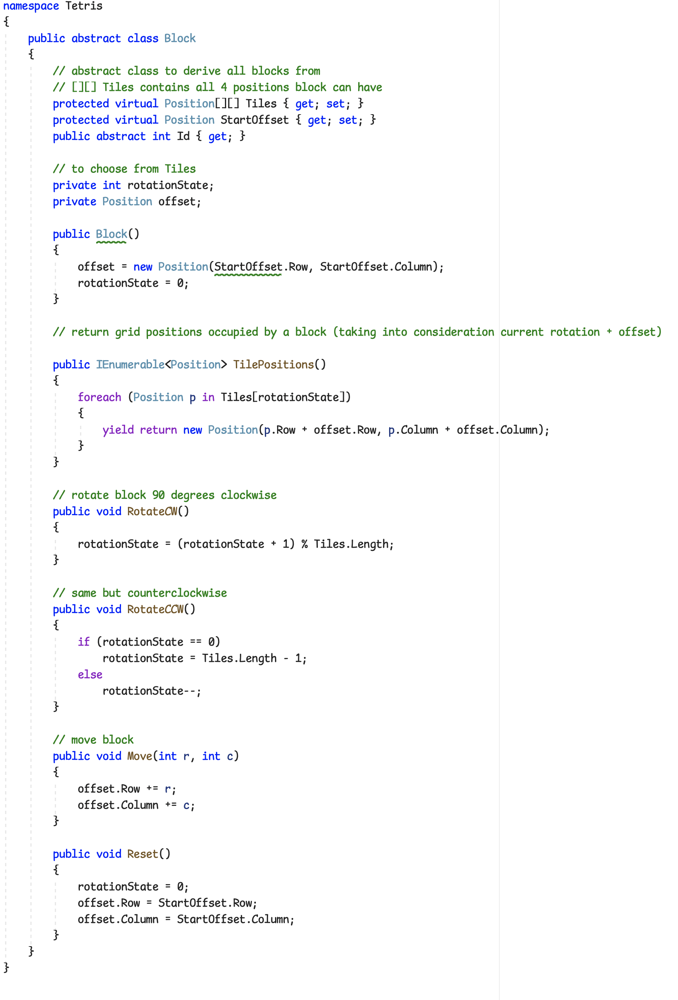 namespace Tetris
{
    public abstract class Block
    {
        // abstract class to derive all blocks from
        // [][] Tiles contains all 4 positions block can have
        protected virtual Position[][] Tiles { get; set; }
        protected virtual Position StartOffset { get; set; }
        public abstract int Id { get; }

        // to choose from Tiles
        private int rotationState;
        private Position offset;

        public Block()
        {
            offset = new Position(StartOffset.Row, StartOffset.Column);
            rotationState = 0;
        }

        // return grid positions occupied by a block (taking into consideration current rotation + offset)

        public IEnumerable<Position> TilePositions()
        {
            foreach (Position p in Tiles[rotationState])
            {
                yield return new Position(p.Row + offset.Row, p.Column + offset.Column);
            }
        }

        // rotate block 90 degrees clockwise
        public void RotateCW()
        {
            rotationState = (rotationState + 1) % Tiles.Length;
        }

        // same but counterclockwise
        public void RotateCCW()
        {
            if (rotationState == 0)
                rotationState = Tiles.Length - 1;
            else
                rotationState--;
        }

        // move block
        public void Move(int r, int c)
        {
            offset.Row += r;
            offset.Column += c;
        }

        public void Reset()
        {
            rotationState = 0;
            offset.Row = StartOffset.Row;
            offset.Column = StartOffset.Column;
        }
    }
}